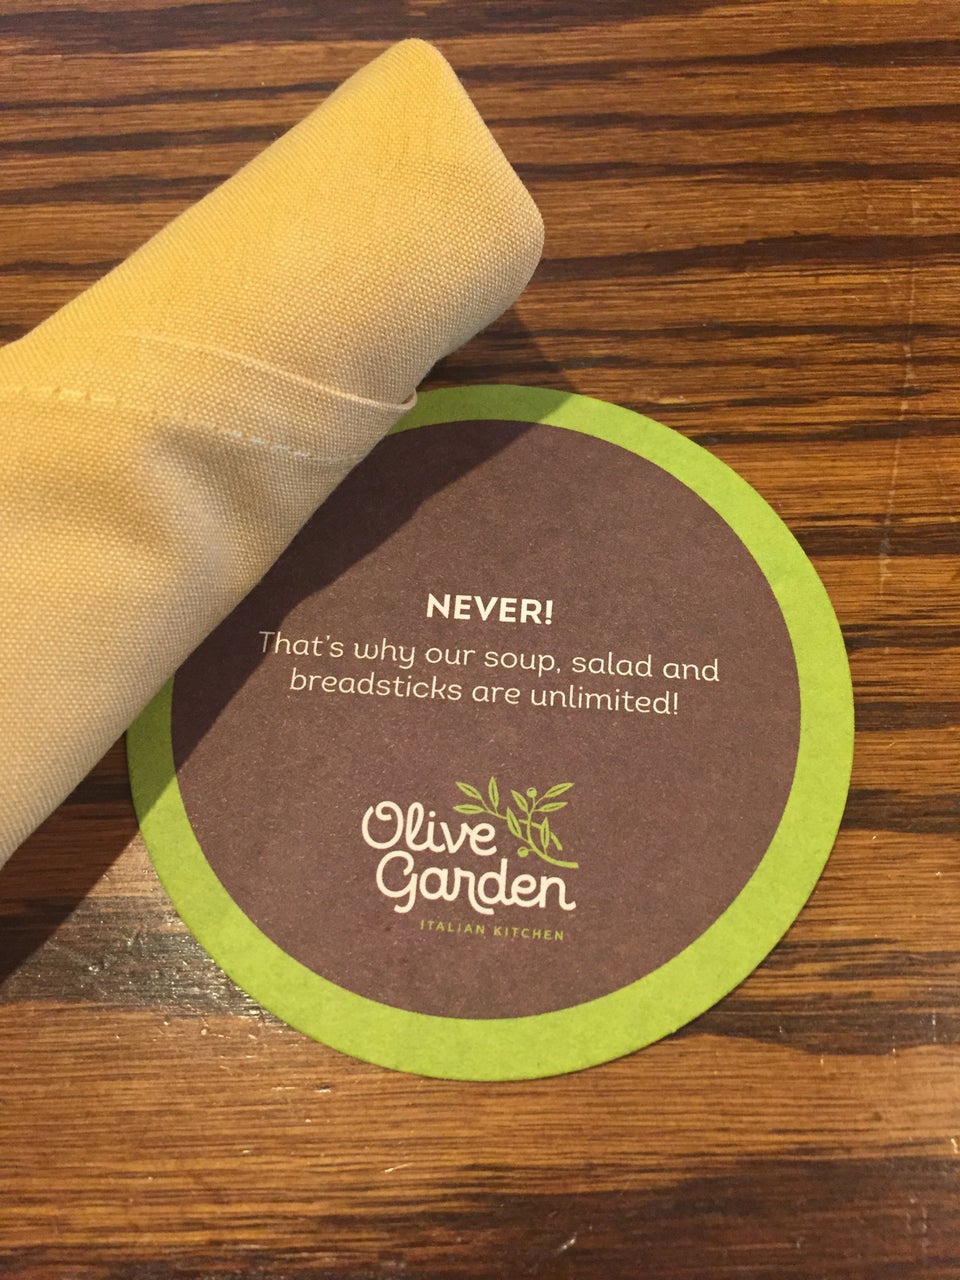 NEVER!
That's why our soup, salad and
breadsticks are unlimited!
Olive
Garden
ITALIAN KITCHEN